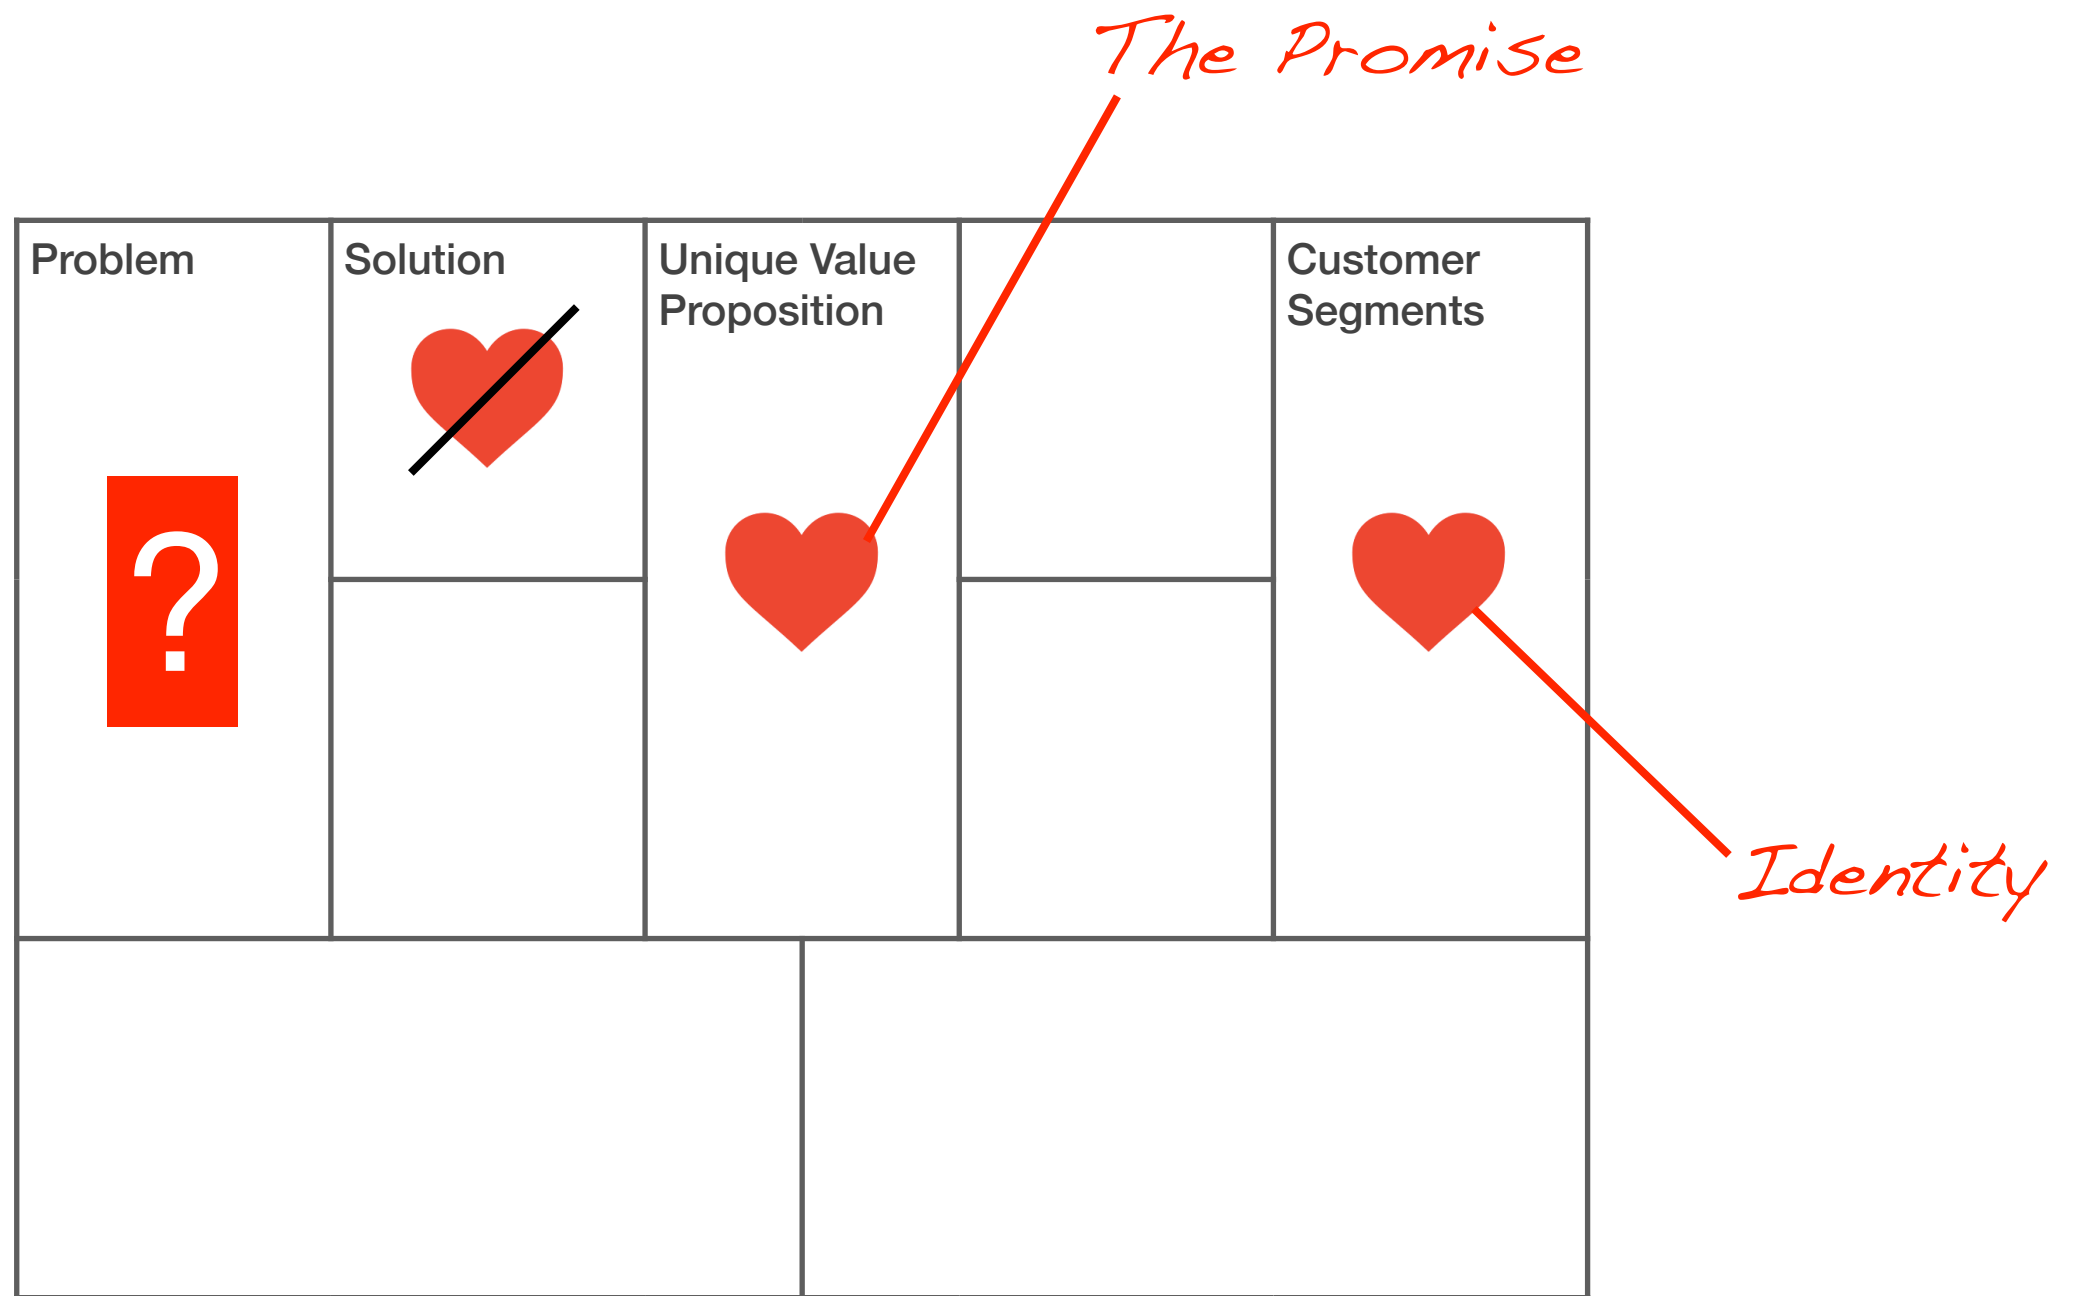 The Promise
Problem
Solution
Unique Value
Proposition
Customer
Segments
?
Identity